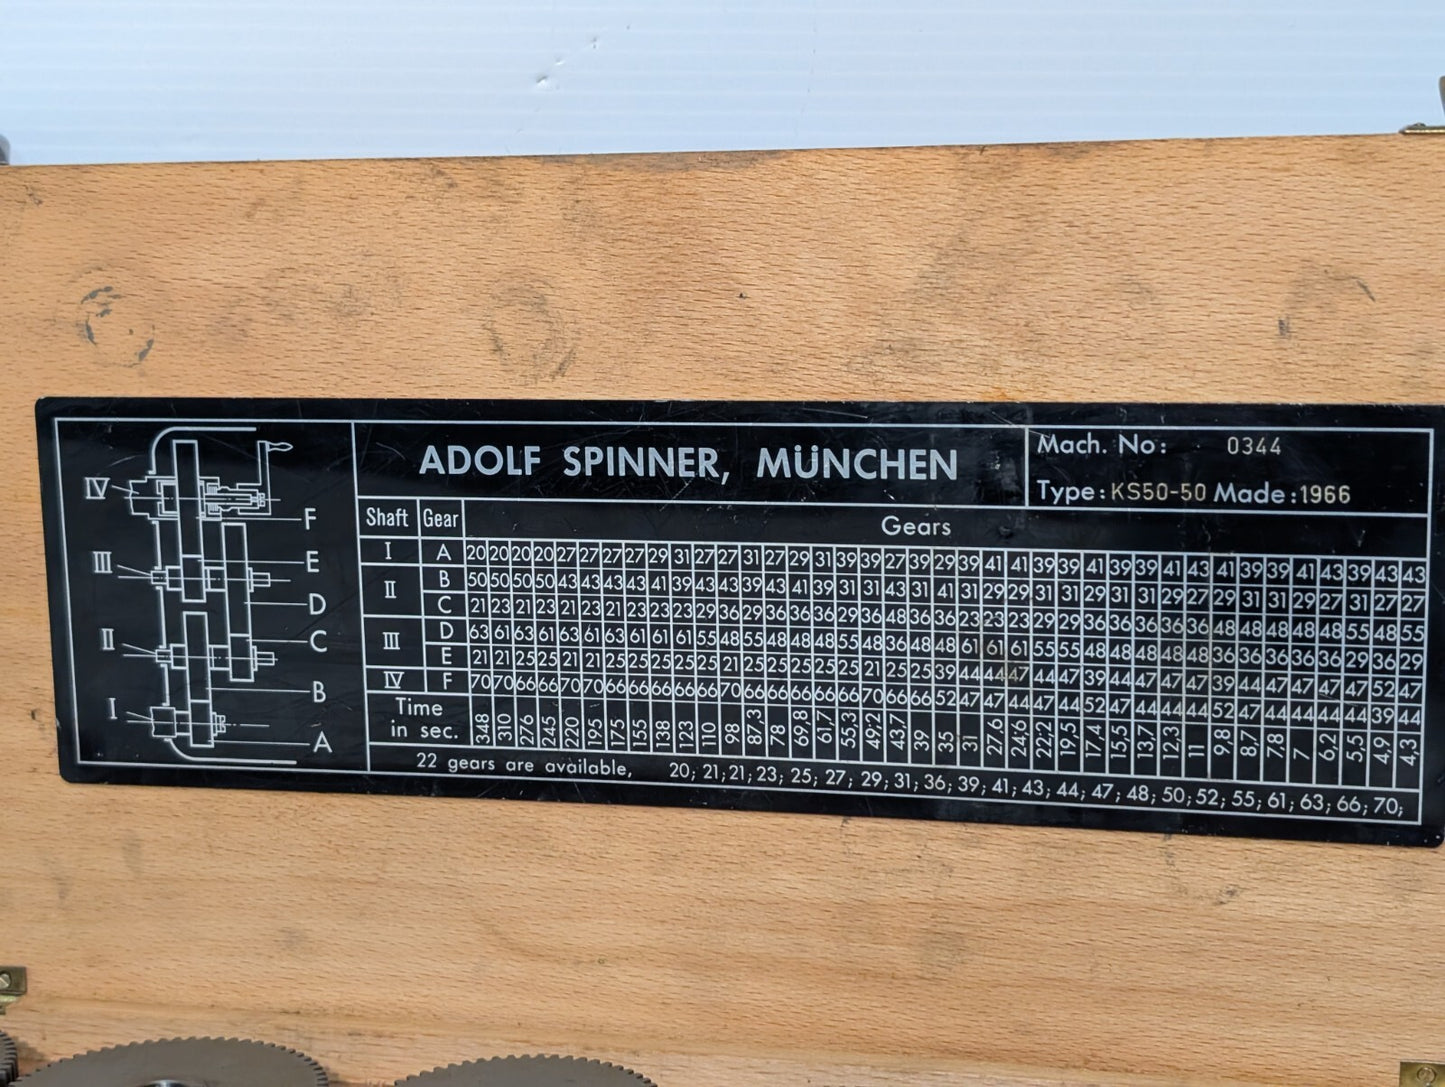 ADOLF SPINNER, MÜNCHEN
Mach. No: 0344
Type: KS50-50 Made: 1966
IV
III
II
I
F
E
D
C
B
A
Shaft Gear Gears
I A 20 20 20 20 27 27 27 27 29 31 27 27 31 27 29 31 39 39 27 39 29 39 41 41 39 39 41 39 39 41 43 41 39 39 41 43 39 43 43
II B 50 50 50 50 43 43 43 43 41 39 43 43 39 43 41 39 31 31 43 31 41 31 29 29 31 31 29 31 31 29 27 29 31 31 29 27 31 27 27
C 21 23 21 23 21 23 21 23 23 23 29 36 29 36 36 36 29 36 48 36 36 23 23 23 29 29 36 36 36 36 36 48 48 48 48 48 55 48 55
III D 63 61 63 61 63 61 63 61 61 61 55 48 55 48 48 48 55 48 36 48 48 61 61 61 55 55 48 48 48 48 48 36 36 36 36 36 29 36 29
E 21 21 25 25 21 21 25 25 25 25 25 21 25 25 25 25 25 21 25 25 39 44 44 47 44 47 39 44 47 47 47 39 44 47 47 47 47 52 47
IV F 70 70 66 66 70 70 66 66 66 66 66 70 66 66 66 66 66 70 66 66 52 47 47 44 47 44 52 47 44 44 44 52 47 44 44 44 44 39 44
Time
in sec. 348 310 276 245 220 195 175 155 138 123 110 98 87,3 78 69,8 61,7 55,3 49,2 43,7 39 35 31 27,6 24,6 22,2 19,5 17,4 15,5 13,7 12,3 11 9,8 8,7 7,8 7 6,2 5,5 4,9 4,3
22 gears are available, 20; 21; 21; 23; 25; 27; 29; 31; 36; 39; 41; 43; 44; 47; 48; 50; 52; 55; 61; 63; 66; 70;